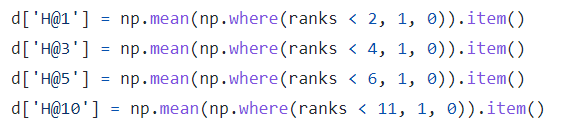 d['H@1'] = np.mean(np.where(ranks < 2, 1, 0)).item()
d['H@3'] = np.mean(np.where(ranks < 4, 1, 0)).item()
d['H@5'] = np.mean(np.where(ranks < 6, 1, 0)).item()
d['H@10'] = np.mean(np.where(ranks < 11, 1, 0)).item()